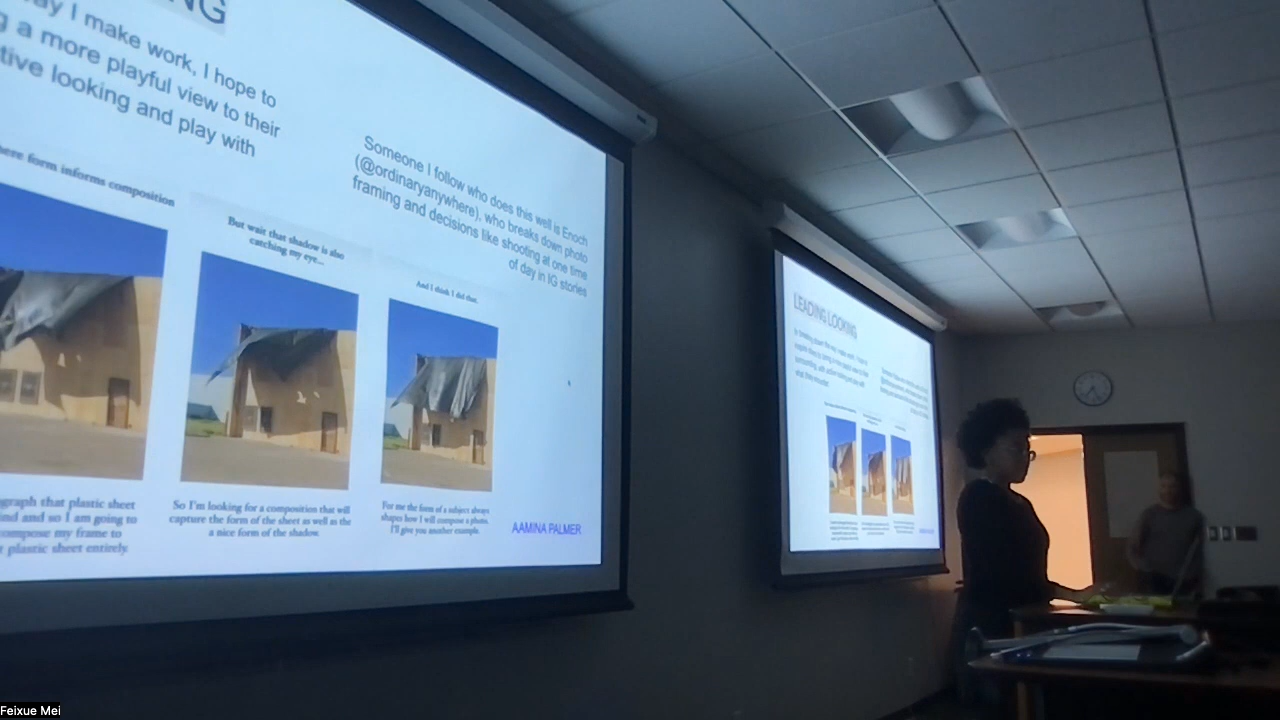 NG
ay I make work, I hope to
g a more playful view to their
tive looking and play with
Someone I follow who does this well is Enoch
(@ordinaryanywhere), who breaks down photo
framing and decisions like shooting at one time
of day in IG stories
here form informs composition
But wait that shadow is also
catching my eye...
And I think I did that.
graph that plastic sheet
ind and so I am going to
ompose my frame to
plastic sheet entirely.
So I'm looking for a composition that will
capture the form of the sheet as well as the
a nice form of the shadow.
For me the form of a subject always
shapes how I will compose a photo.
I'll give you another example.
AAMINA PALMER
LEADING LOOKING
Feixue Mei